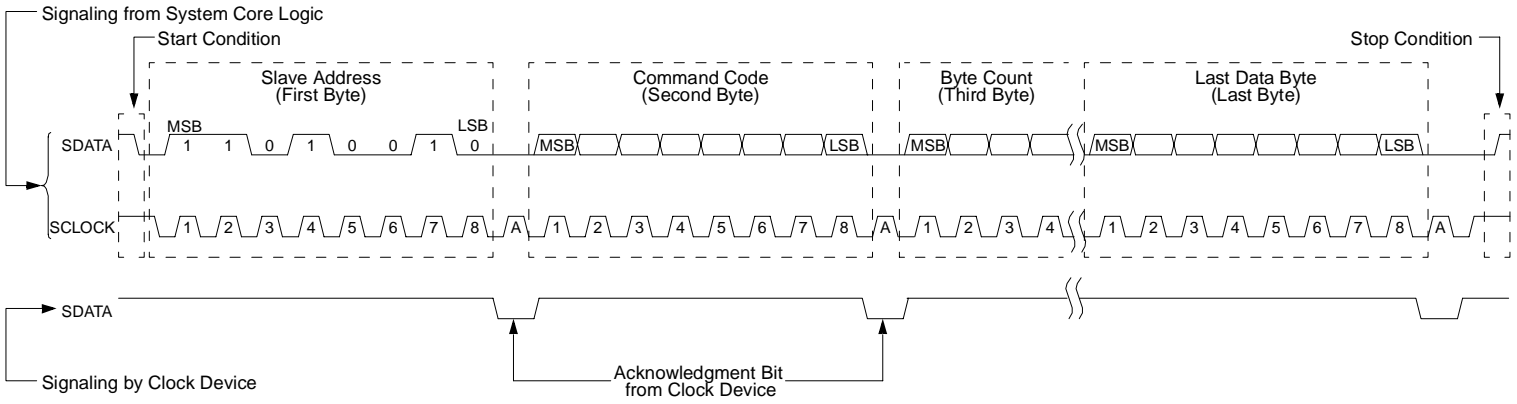 Signaling from System Core Logic
Start Condition
Stop Condition
Slave Address
(First Byte)
Command Code
(Second Byte)
Byte Count
(Third Byte)
Last Data Byte
(Last Byte)
MSB
LSB
SDATA
1 1 0 1 0 0 1 0
MSB
LSB
MSB
MSB
LSB
SCLOCK
1 2 3 4 5 6 7 8 A
1 2 3 4 5 6 7 8 A
1 2 3 4
1 2 3 4 5 6 7 8 A
SDATA
Signaling by Clock Device
Acknowledgment Bit
from Clock Device